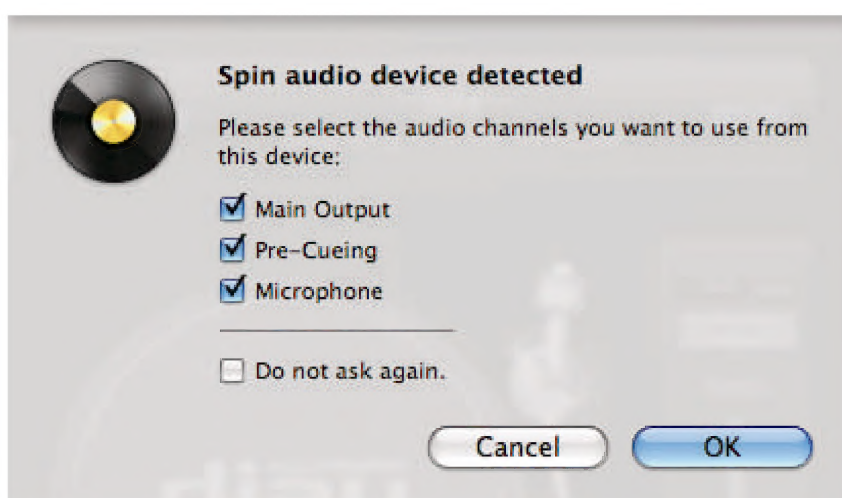 Spin audio device detected
Please select the audio channels you want to use from
this device:
Main Output
Pre-Cueing
Microphone
Do not ask again.
Cancel
OK
djay